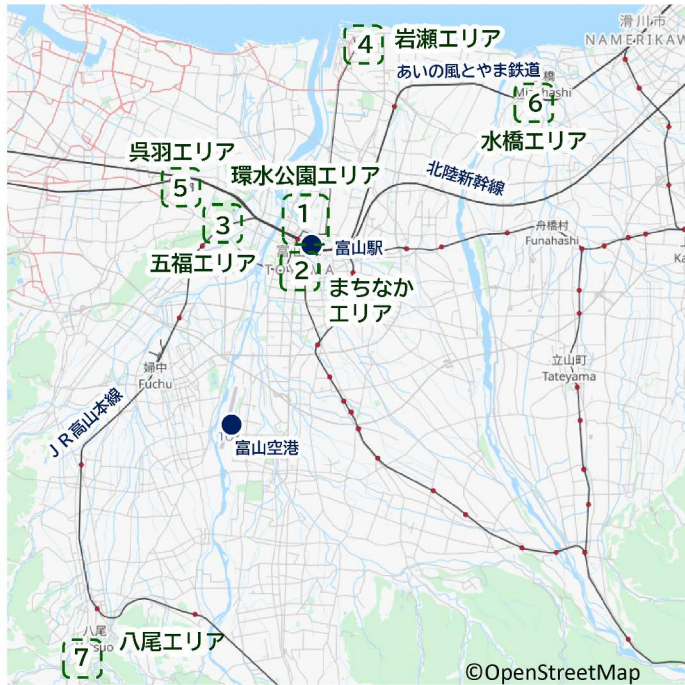 滑川市
NAMERIKAW
4
岩瀬エリア
あいの風とやま鉄道
橋
6
水橋エリア
呉羽エリア
環水公園エリア
北陸新幹線
5
1
3
舟橋村
Funahashi
富山駅
五福エリア
2
まちなか
エリア
婦中
Fuchu
立山町
Tateyama
JR高山本線
富山空港
八尾
八尾エリア
7
©OpenStreetMap